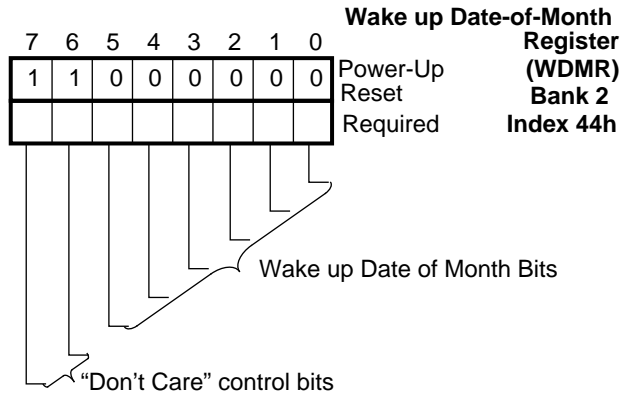 Wake up Date-of-Month
Register
(WDMR)
Bank 2
Index 44h
7 6 5 4 3 2 1 0
1 1 0 0 0 0 0 0
Power-Up
Reset
Required
Wake up Date of Month Bits
“Don’t Care” control bits